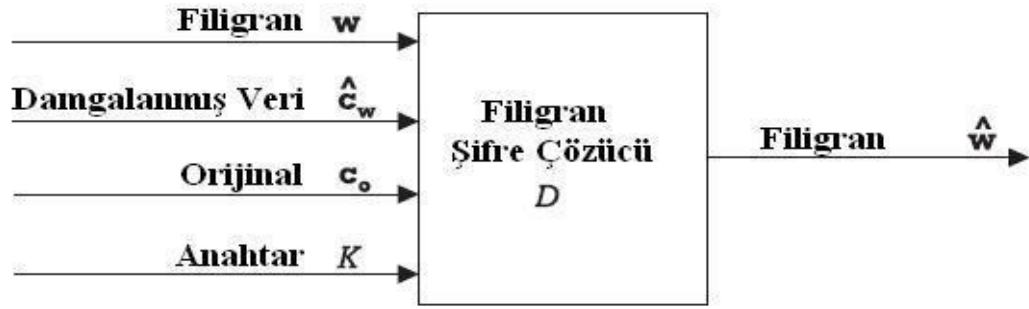 Filigran w
Damgalanmış Veri ĉw
Orijinal co
Anahtar K
Filigran
Şifre Çözücü
D
Filigran ŵ